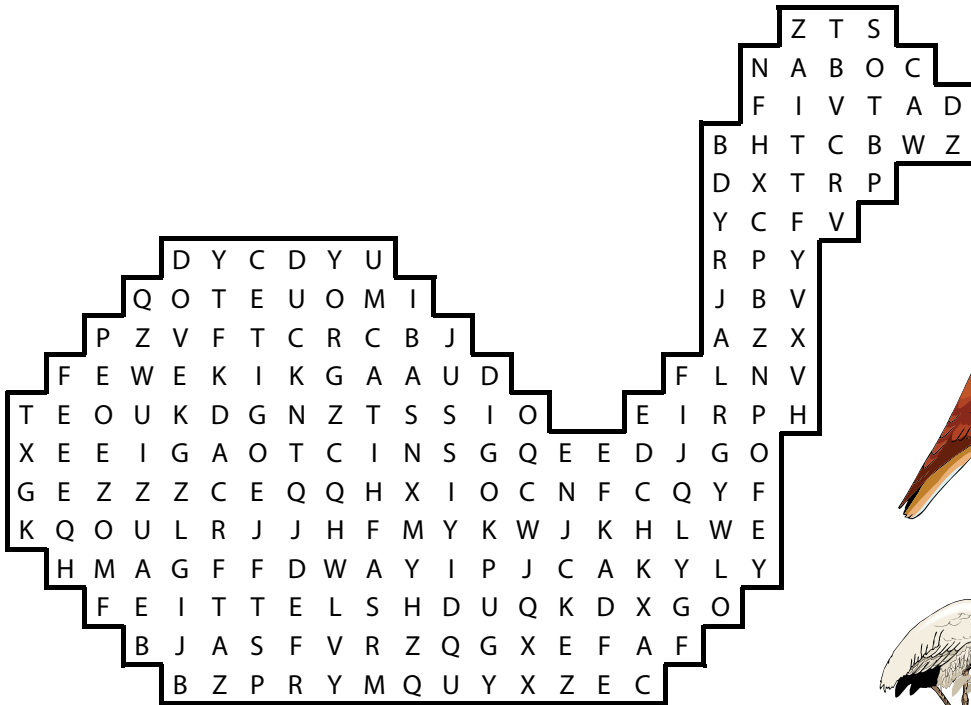 Z T S
N A B O C
F I V T A D
B H T C B W Z
D X T R P
Y C F V
D Y C D Y U R P Y
Q O T E U O M I J B V
P Z V F T C R C B J A Z X
F E W E K I K G A A U D F L N V
T E O U K D G N Z T S S I O E I R P H
X E E I G A O T C I N S G Q E E D J G O
G E Z Z Z C E Q Q H X I O C N F C Q Y F
K Q O U L R J J H F M Y K W J K H L W E
H M A G F F D W A Y I P J C A K Y L Y
F E I T T E L S H D U Q K D X G O
B J A S F V R Z Q G X E F A F
B Z P R Y M Q U Y X Z E C